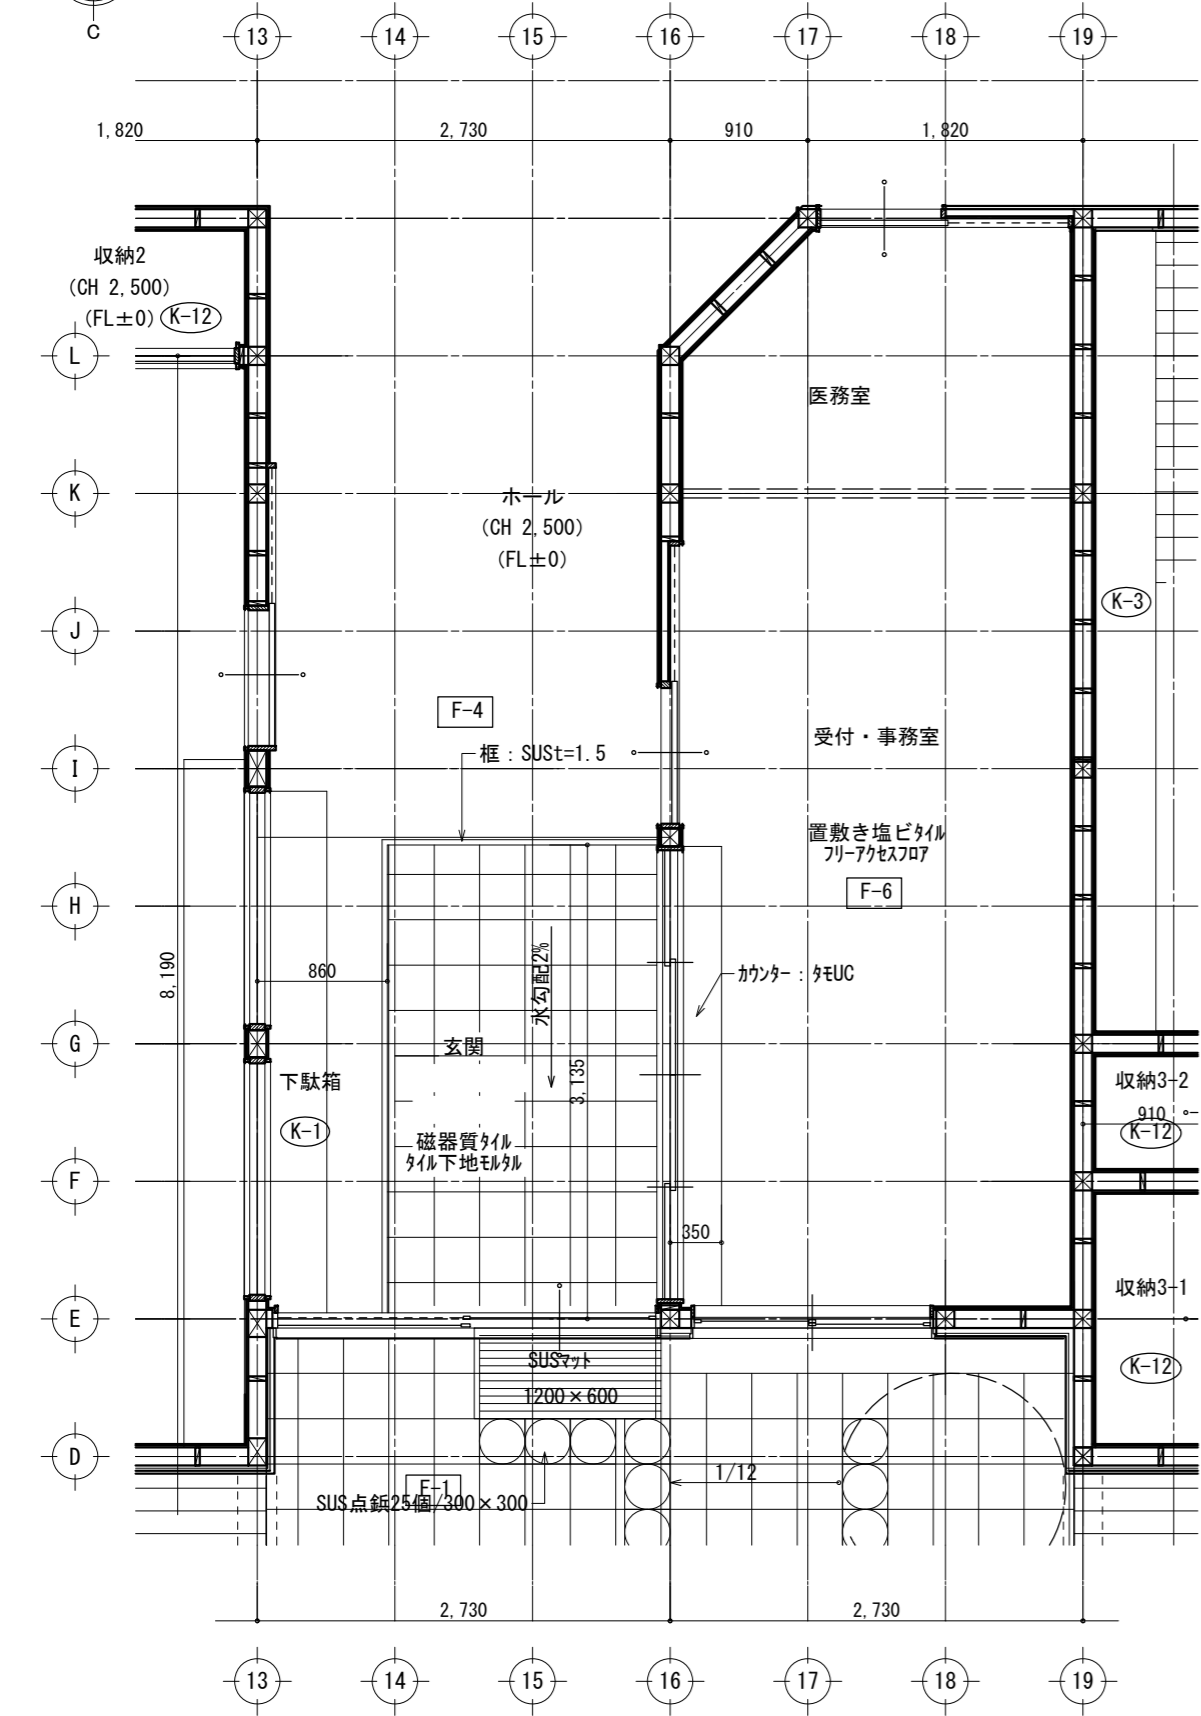 C
13
14
15
16
17
18
19
1,820
2,730
910
1,820
収納2
(CH 2,500)
(FL±0)
K-12
L
医務室
K
ホール
(CH 2,500)
(FL±0)
K-3
J
F-4
受付・事務室
框：SUSt=1.5
I
置敷き塩ビタイル
フリーアクセスフロア
F-6
H
8,190
860
水勾配2%
カウンター：タモUC
G
玄関
3,135
下駄箱
K-1
収納3-2
910
K-12
磁器質タイル
タイル下地モルタル
F
350
収納3-1
E
SUSマット
1200×600
K-12
D
1/12
F-1
SUS点鋲25個/300×300
2,730
2,730
13
14
15
16
17
18
19